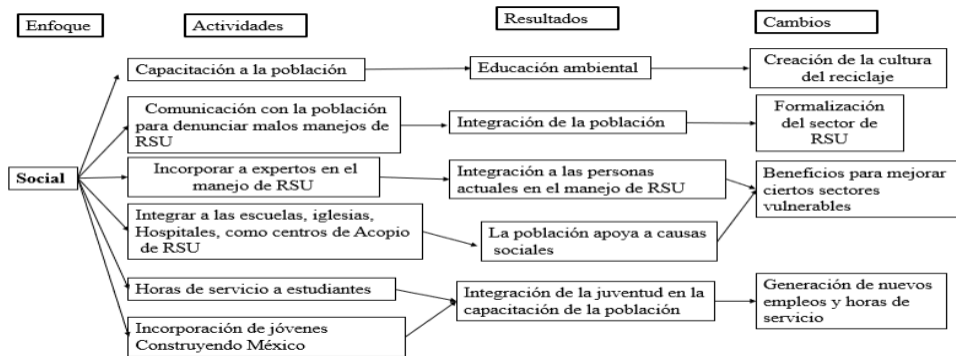 Enfoque
Actividades
Resultados
Cambios
Capacitación a la población
Educación ambiental
Creación de la cultura
del reciclaje
Comunicación con la población
para denunciar malos manejos de
RSU
Integración de la población
Formalización
del sector de
RSU
Social
Incorporar a expertos en el
manejo de RSU
Integración a las personas
actuales en el manejo de RSU
Beneficios para mejorar
ciertos sectores
vulnerables
Integrar a las escuelas, iglesias,
Hospitales, como centros de Acopio
de RSU
La población apoya a causas
sociales
Horas de servicio a estudiantes
Integración de la juventud en la
capacitación de la población
Generación de nuevos
empleos y horas de
servicio
Incorporación de jóvenes
Construyendo México